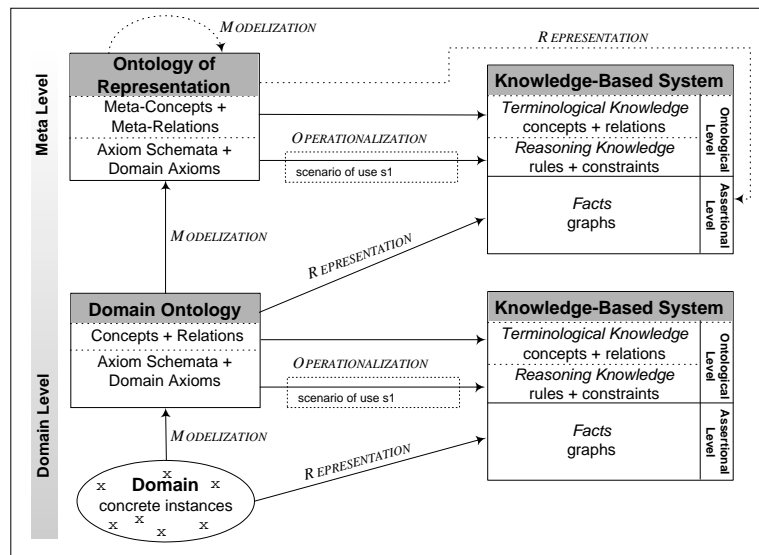 MODELIZATION
REPRESENTATION
Ontology of
Representation
Meta-Concepts +
Meta-Relations
Axiom Schemata +
Domain Axioms
OPERATIONALIZATION
scenario of use s1
Knowledge-Based System
Terminological Knowledge
concepts + relations
Reasoning Knowledge
rules + constraints
Facts
graphs
Ontological
Level
Assertional
Level
Meta Level
MODELIZATION
REPRESENTATION
Domain Ontology
Concepts + Relations
Axiom Schemata +
Domain Axioms
OPERATIONALIZATION
scenario of use s1
Knowledge-Based System
Terminological Knowledge
concepts + relations
Reasoning Knowledge
rules + constraints
Facts
graphs
Ontological
Level
Assertional
Level
Domain Level
MODELIZATION
REPRESENTATION
x
x
x
Domain
concrete instances
x
x
x
x
x